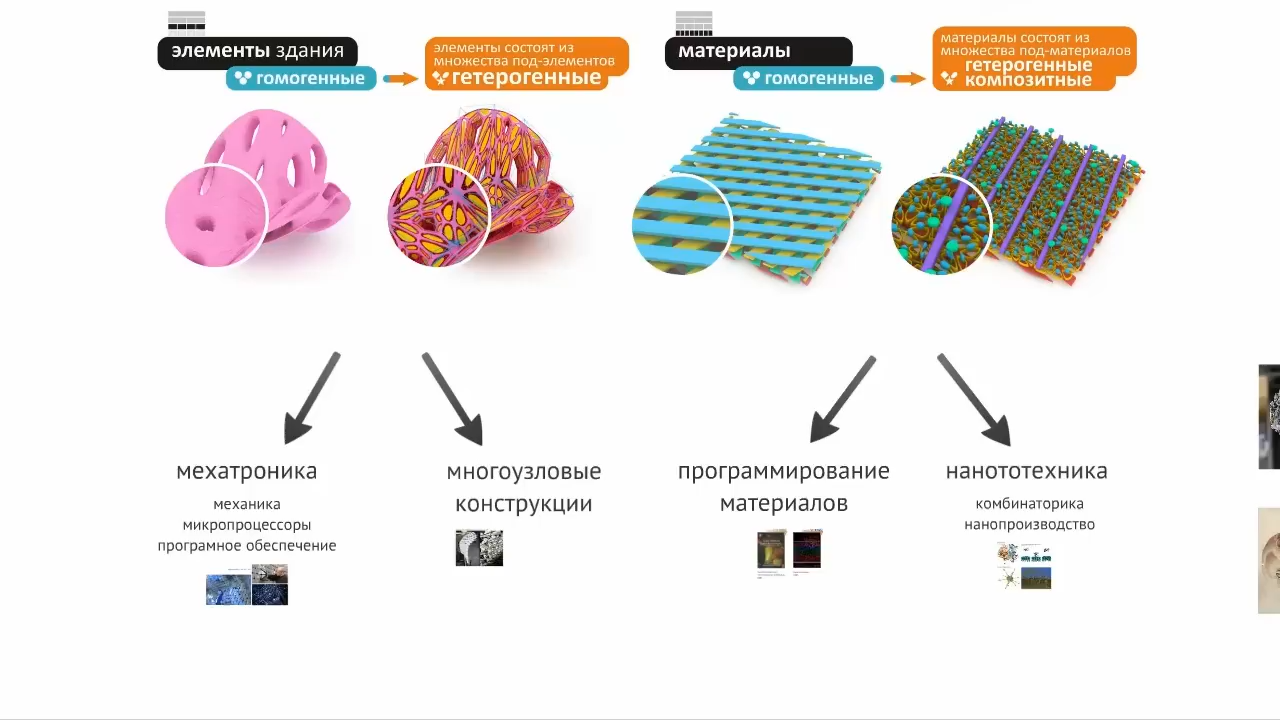 элементы здания
гомогенные
элементы состоят из
множества под-элементов
гетерогенные
материалы
гомогенные
материалы состоят из
множества под-материалов
гетерогенные
композитные
мехатроника
механика
микропроцессоры
програмное обеспечение
многоузловые
конструкции
программирование
материалов
нанототехника
комбинаторика
нанопроизводство